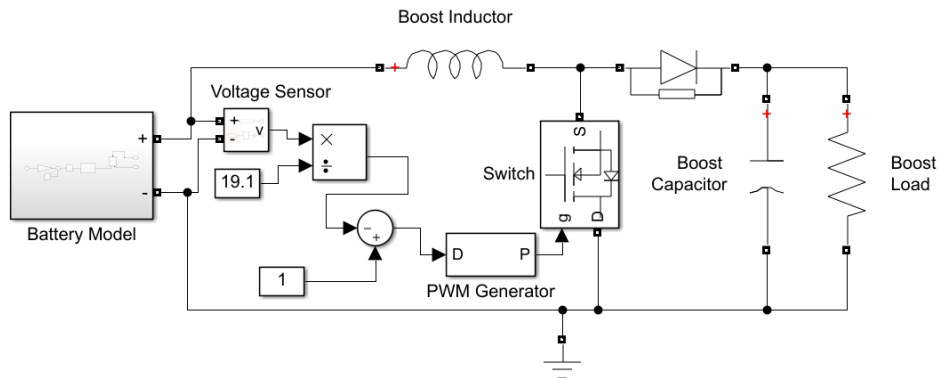 Boost Inductor
Voltage Sensor
+
-
v
+
-
Battery Model
19.1
×
÷
−
+
1
D
P
PWM Generator
Switch
S
g
D
Boost
Capacitor
Boost
Load
+
+
+